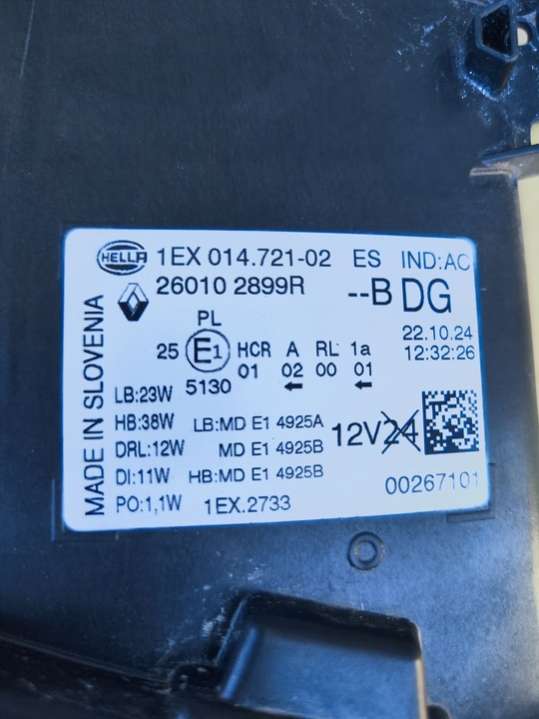 HELLA 1EX 014.721-02 ES IND:AC
260102899R --B DG
PL
22.10.24
25 E1 HCR A RL 1a 12:32:26
01 02 00 01
LB:23W 5130 ← ←
HB:38W LB:MD E1 4925A 12V24
DRL:12W MD E1 4925B
DI:11W HB:MD E1 4925B 00267101
PO:1,1W 1EX.2733
MADE IN SLOVENIA